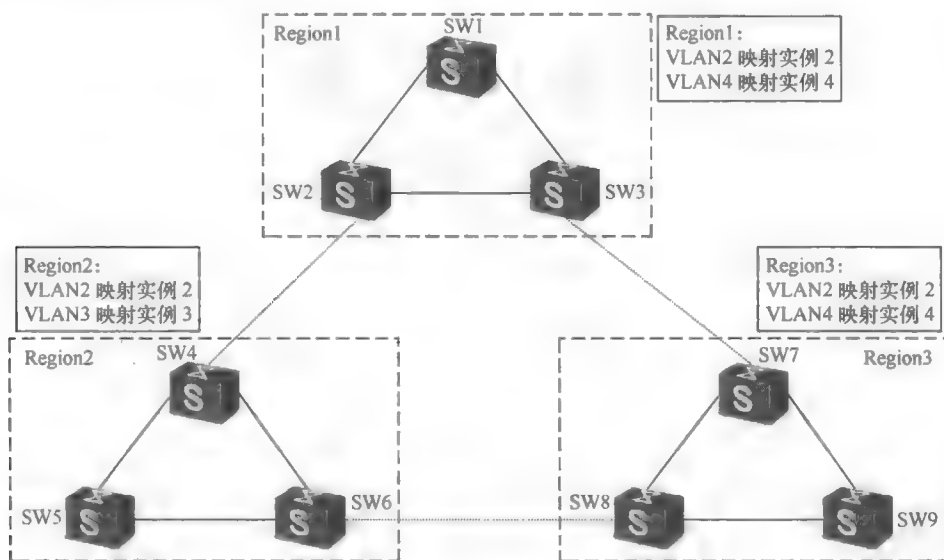 SW1
Region1
Region1：
VLAN2 映射实例 2
VLAN4 映射实例 4
SW2
SW3
Region2：
VLAN2 映射实例 2
VLAN3 映射实例 3
Region3：
VLAN2 映射实例 2
VLAN4 映射实例 4
Region2
SW4
SW7
Region3
SW5
SW6
SW8
SW9